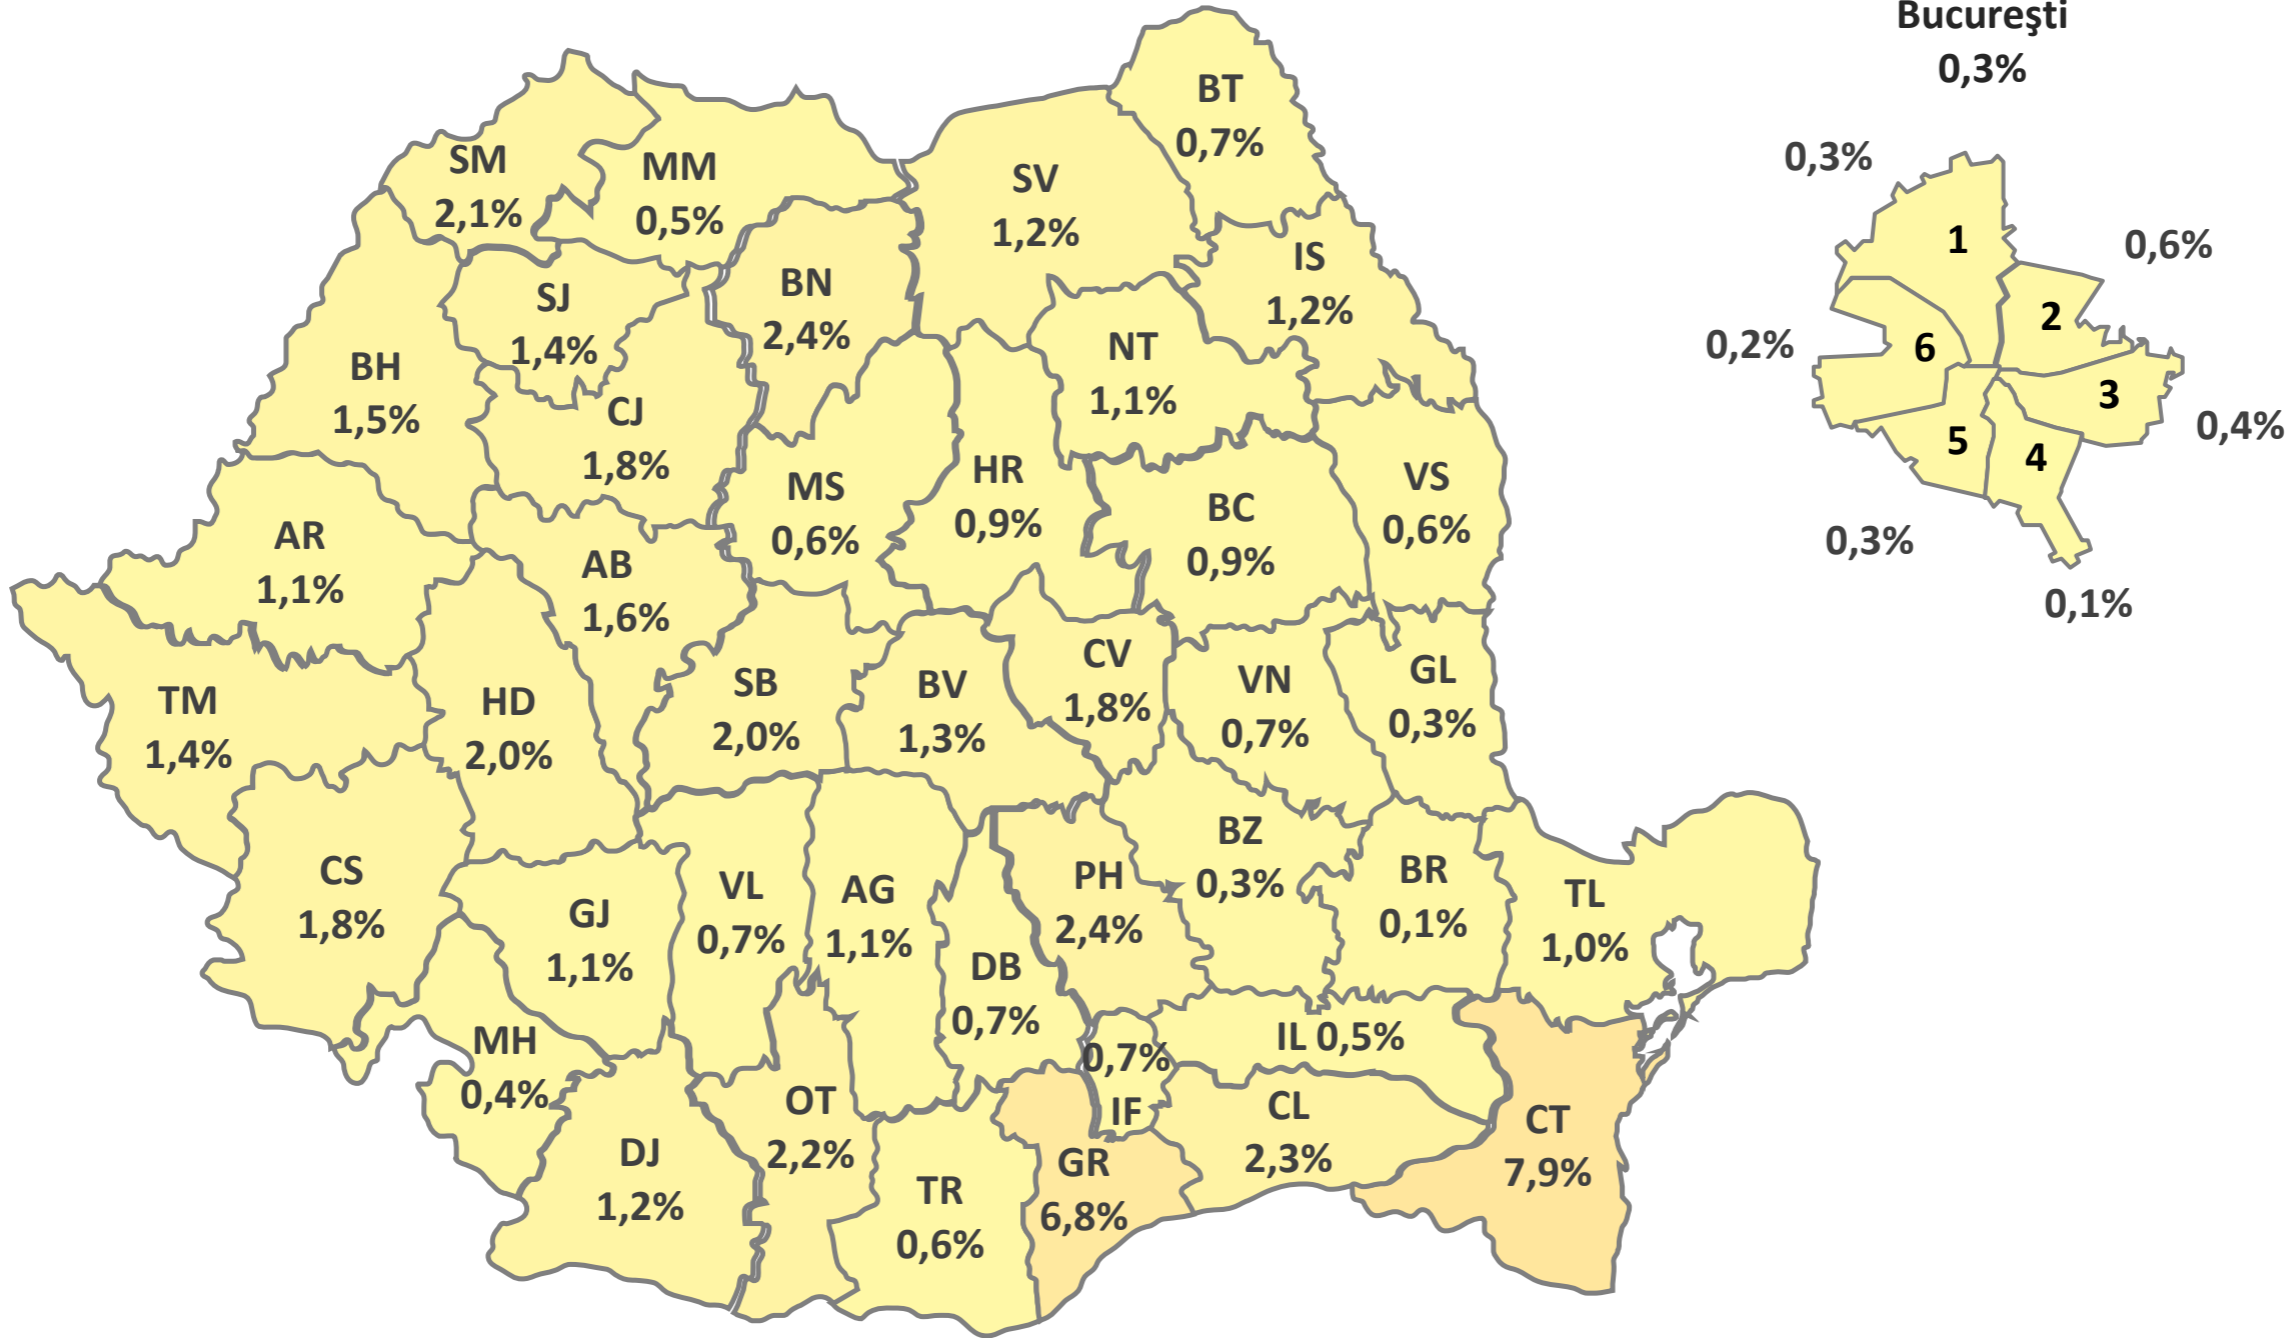 Bucureşti
0,3%
BT
0,7%
SM
2,1%
MM
0,5%
SV
1,2%
IS
1,2%
BN
2,4%
SJ
1,4%
NT
1,1%
BH
1,5%
CJ
1,8%
MS
0,6%
HR
0,9%
BC
0,9%
VS
0,6%
AR
1,1%
AB
1,6%
TM
1,4%
HD
2,0%
SB
2,0%
BV
1,3%
CV
1,8%
VN
0,7%
GL
0,3%
CS
1,8%
GJ
1,1%
VL
0,7%
AG
1,1%
DB
0,7%
PH
2,4%
BZ
0,3%
BR
0,1%
TL
1,0%
MH
0,4%
DJ
1,2%
OT
2,2%
TR
0,6%
GR
6,8%
0,7%
IF
IL 0,5%
CL
2,3%
CT
7,9%
0,3%
1
0,6%
2
0,2%
6
3
0,4%
5
4
0,3%
0,1%